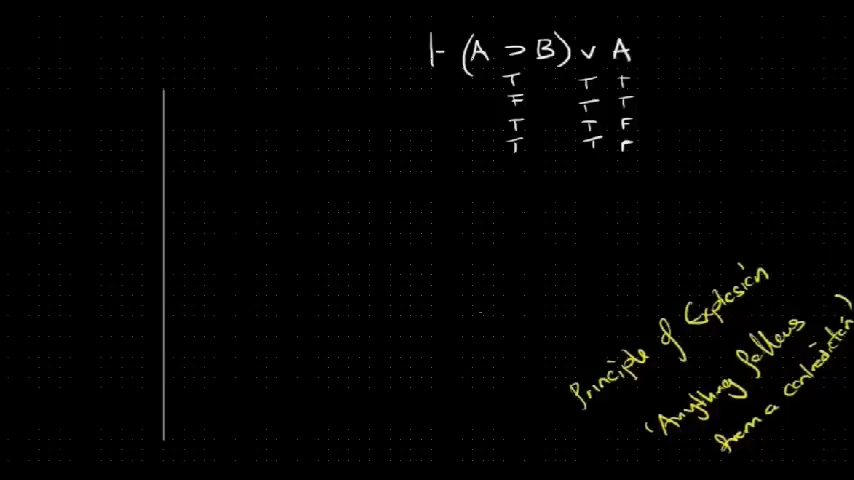 ⊢ (A ⊃ B) ∨ A
T T T
F T T
T T F
T T F
Principle of Explosion
(Anything follows
from a contradiction)